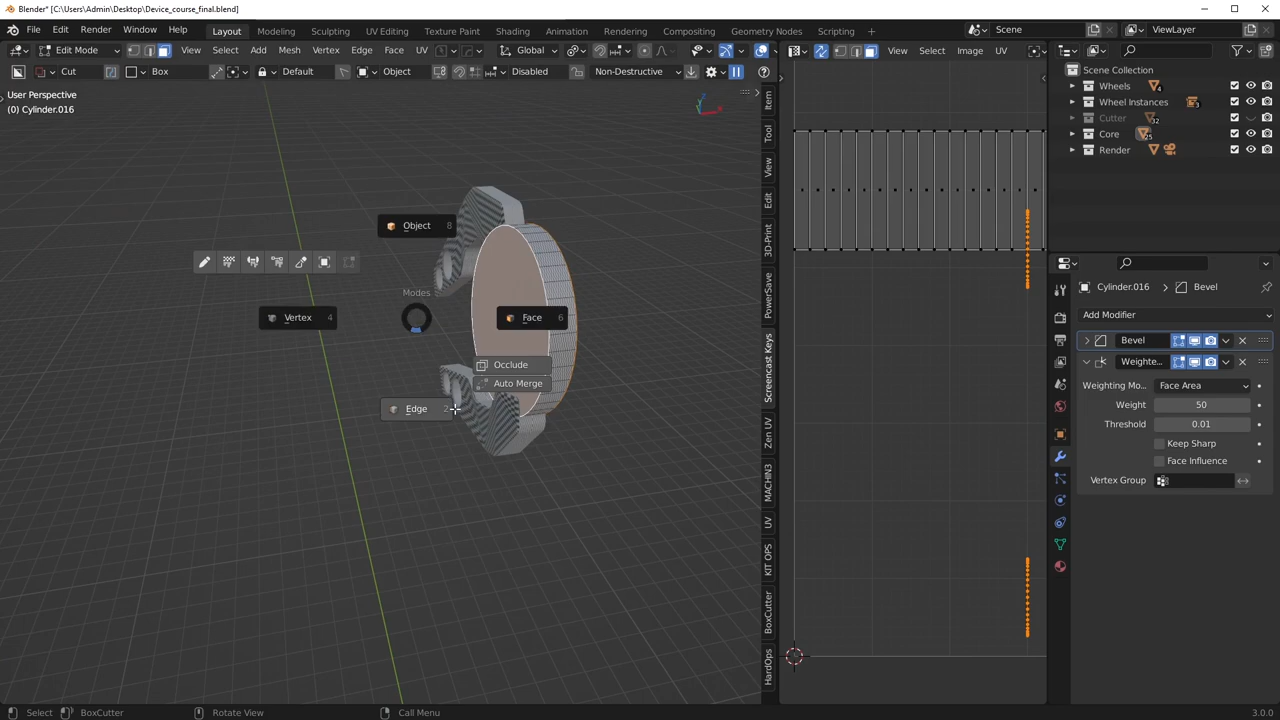 Blender* [C:\Users\Admin\Desktop\Device_course_final.blend]
File Edit Render Window Help Layout Modeling Sculpting UV Editing Texture Paint Shading Animation Rendering Compositing Geometry Nodes Scripting Scene ViewLayer
Edit Mode View Select Add Mesh Vertex Edge Face UV Global View Select Image UV
Cut Box Default Object Disabled Non-Destructive
User Perspective
(0) Cylinder.016
Scene Collection
Wheels 4
Wheel Instances 3
Cutter 32
Core 25
Render
Item
Tool
View
Edit
3D-Print
PowerSave
Screencast Keys
Zen UV
MACHIN3
UV
KIT OPS
BoxCutter
HardOps
Object 8
Modes
Vertex 4
Face 6
Occlude
Auto Merge
Edge 2
Cylinder.016 Bevel
Add Modifier
Bevel
Weighte...
Weighting Mo... Face Area
Weight 50
Threshold 0.01
Keep Sharp
Face Influence
Vertex Group
Select BoxCutter Rotate View Call Menu 3.0.0